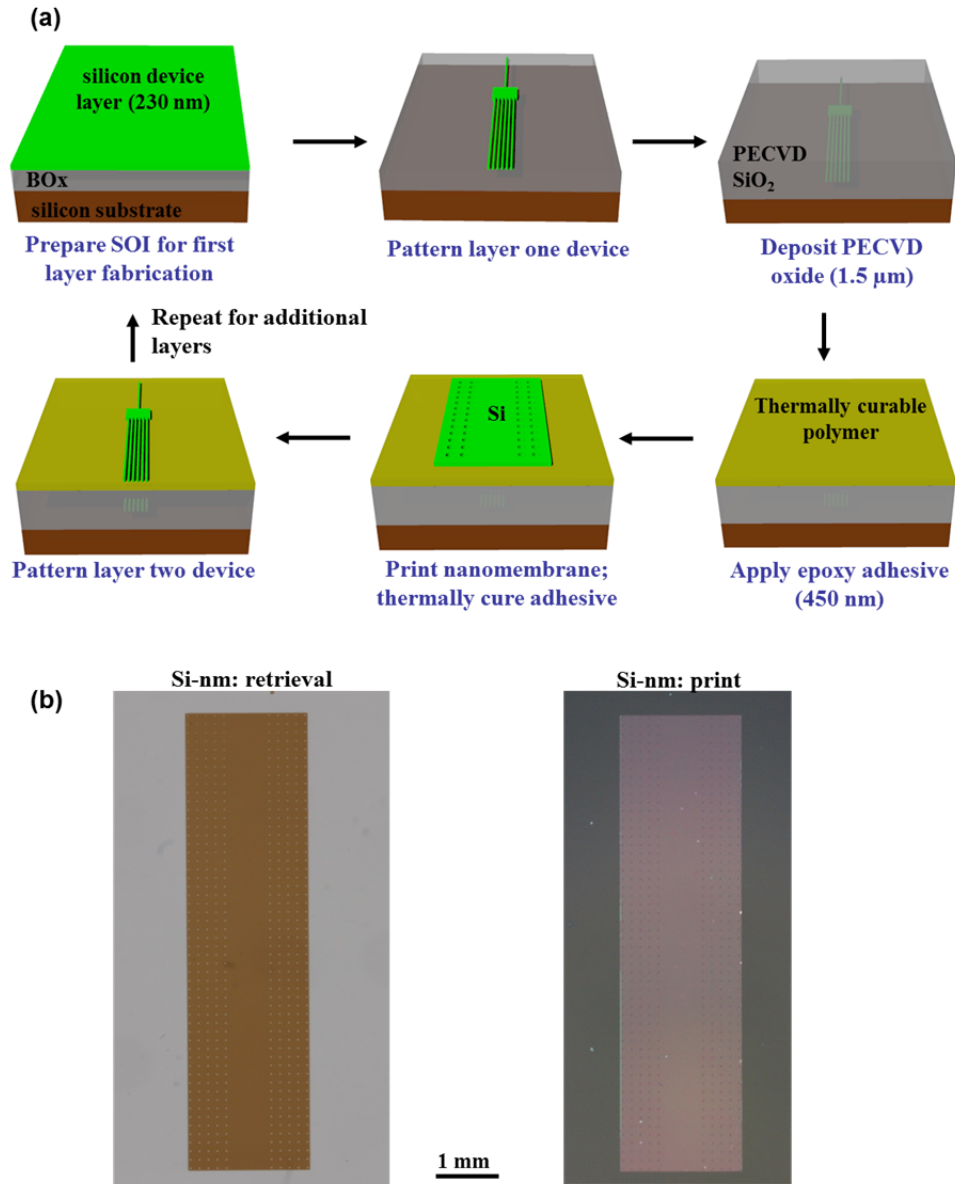 (a)
silicon device
layer (230 nm)
BOx
silicon substrate
Prepare SOI for first
layer fabrication
Pattern layer one device
PECVD
SiO₂
Deposit PECVD
oxide (1.5 µm)
Repeat for additional
layers
Pattern layer two device
Si
Print nanomembrane;
thermally cure adhesive
Thermally curable
polymer
Apply epoxy adhesive
(450 nm)
(b)
Si-nm: retrieval
Si-nm: print
1 mm